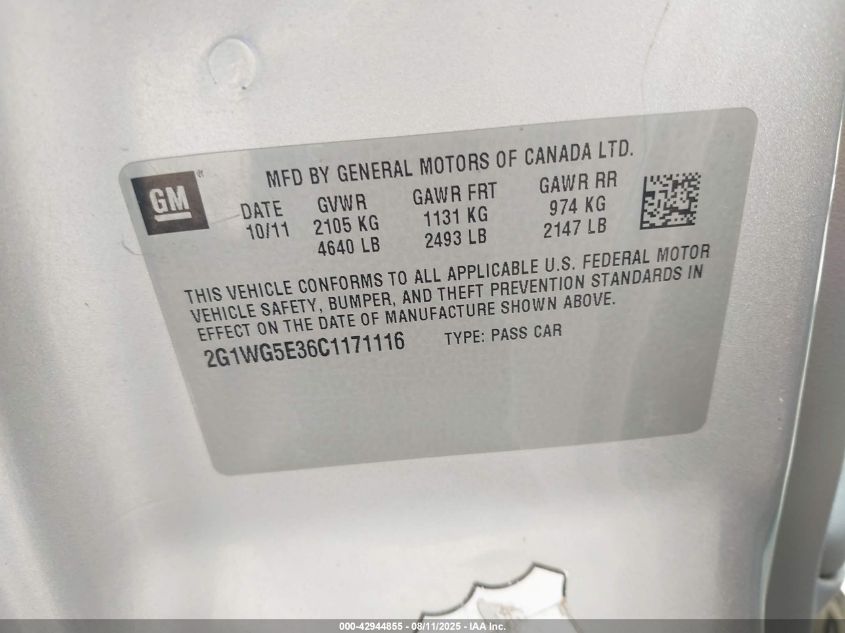 GM
MFD BY GENERAL MOTORS OF CANADA LTD.
DATE GVWR GAWR FRT GAWR RR
10/11 2105 KG 1131 KG 974 KG
4640 LB 2493 LB 2147 LB
THIS VEHICLE CONFORMS TO ALL APPLICABLE U.S. FEDERAL MOTOR
VEHICLE SAFETY, BUMPER, AND THEFT PREVENTION STANDARDS IN
EFFECT ON THE DATE OF MANUFACTURE SHOWN ABOVE.
2G1WG5E36C1171116 TYPE: PASS CAR
000-42944855 - 08/11/2025 - IAA Inc.